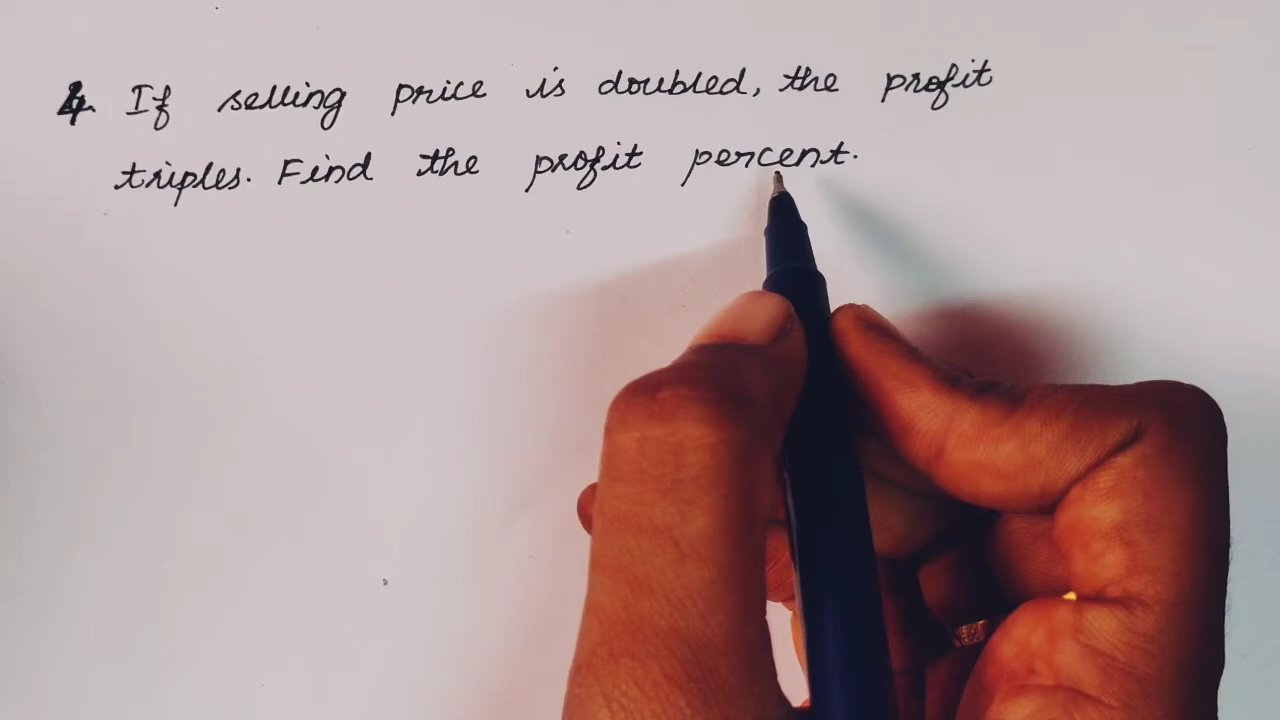 4. If selling price is doubled, the profit
triples. Find the profit percent.